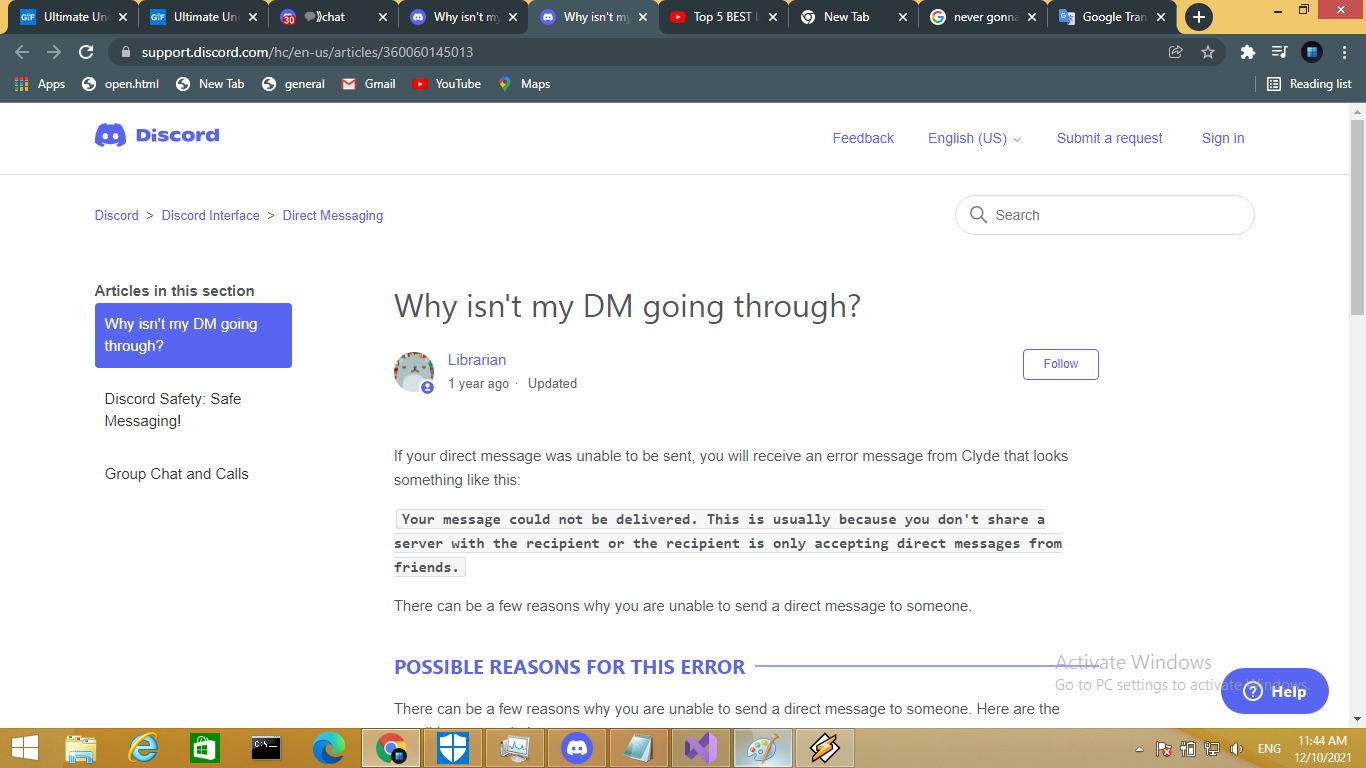 Ultimate Un
Ultimate Un
30
chat
Why isn't my
Why isn't my
Top 5 BEST
New Tab
never gonna
Google Tran
support.discord.com/hc/en-us/articles/360060145013
Apps
open.html
New Tab
general
Gmail
YouTube
Maps
Reading list
Discord
Feedback
English (US)
Submit a request
Sign in
Discord > Discord Interface > Direct Messaging
Search
Articles in this section
Why isn't my DM going
through?
Discord Safety: Safe
Messaging!
Group Chat and Calls
Why isn't my DM going through?
Librarian
1 year ago · Updated
Follow
If your direct message was unable to be sent, you will receive an error message from Clyde that looks
something like this:
Your message could not be delivered. This is usually because you don't share a
server with the recipient or the recipient is only accepting direct messages from
friends.
There can be a few reasons why you are unable to send a direct message to someone.
POSSIBLE REASONS FOR THIS ERROR
There can be a few reasons why you are unable to send a direct message to someone. Here are the
Activate Windows
Go to PC settings to activate Windows.
Help
ENG
11:44 AM
12/10/2021